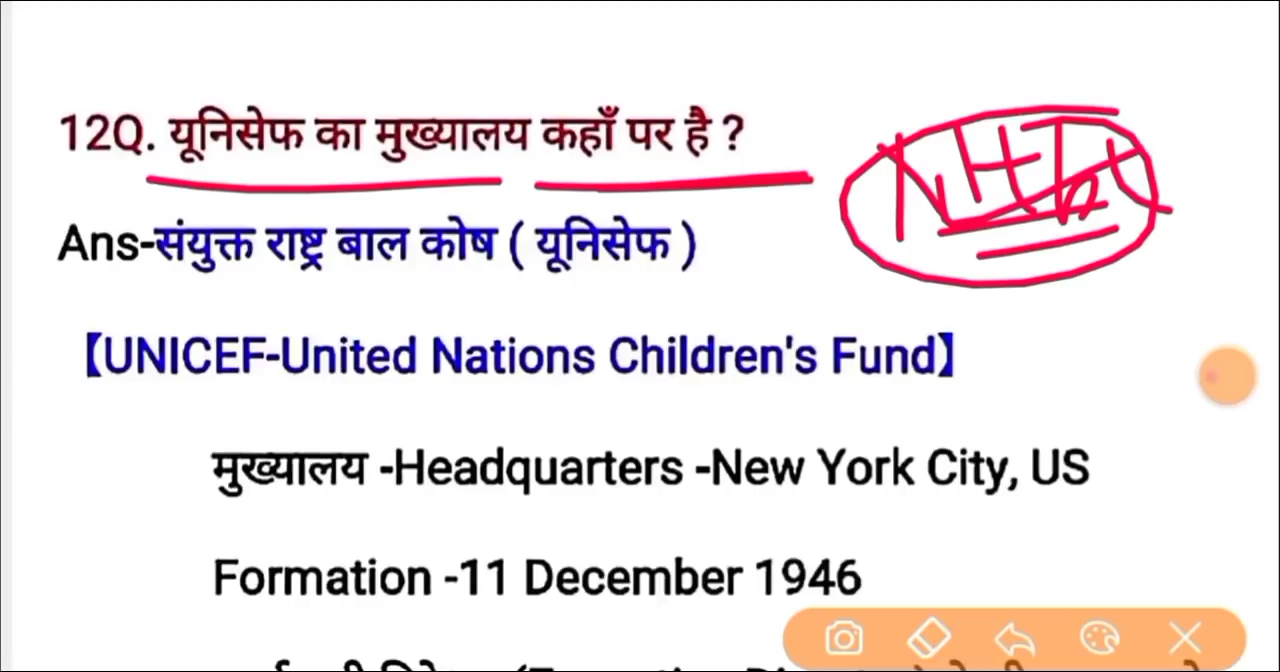 12Q. यूनिसेफ का मुख्यालय कहाँ पर है ?
Ans-संयुक्त राष्ट्र बाल कोष ( यूनिसेफ )
【UNICEF-United Nations Children's Fund】
मुख्यालय -Headquarters -New York City, US
Formation -11 December 1946